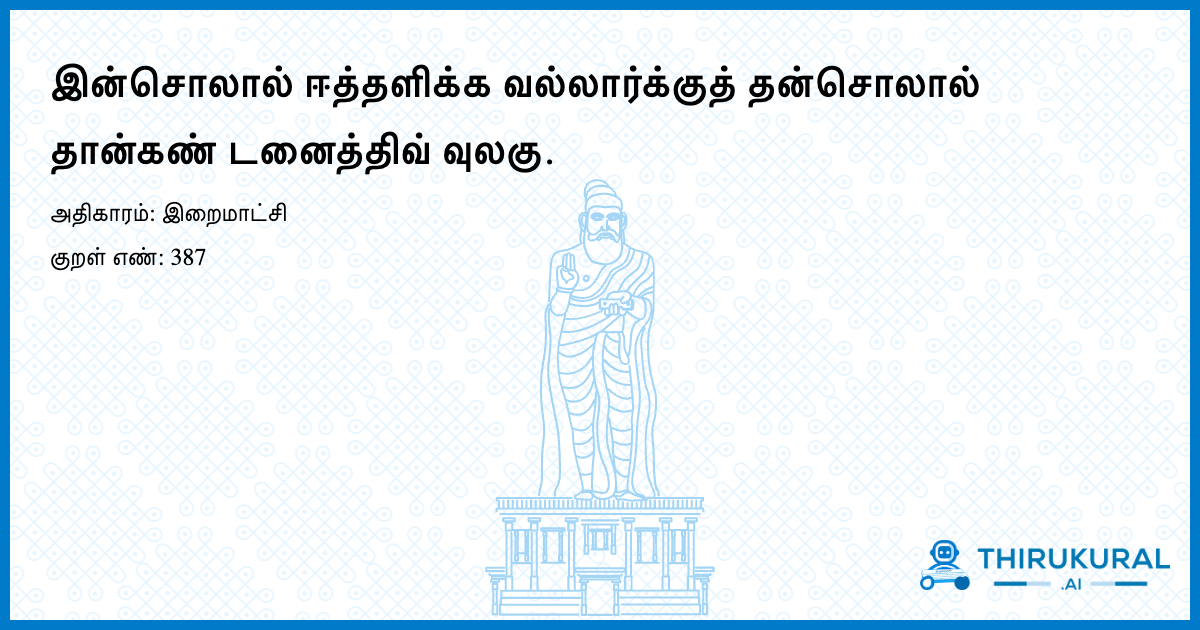 இன்சொலால் ஈத்தளிக்க வல்லார்க்குத் தன்சொலால்
தான்கண் டனைத்திவ் வுலகு.
அதிகாரம்: இறைமாட்சி
குறள் எண்: 387
THIRUKURAL
.AI